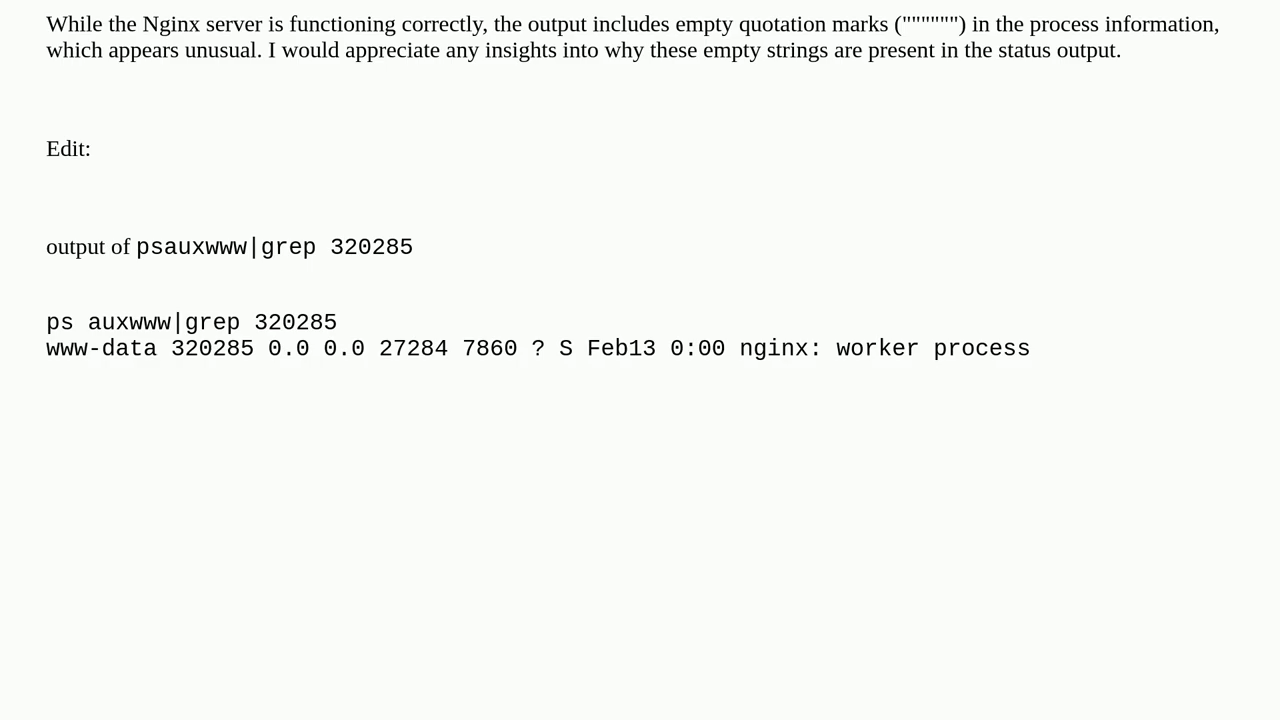 While the Nginx server is functioning correctly, the output includes empty quotation marks ("""""") in the process information,
which appears unusual. I would appreciate any insights into why these empty strings are present in the status output.
Edit:
output of psauxwww|grep 320285
ps auxwww|grep 320285
www-data 320285 0.0 0.0 27284 7860 ? S Feb13 0:00 nginx: worker process